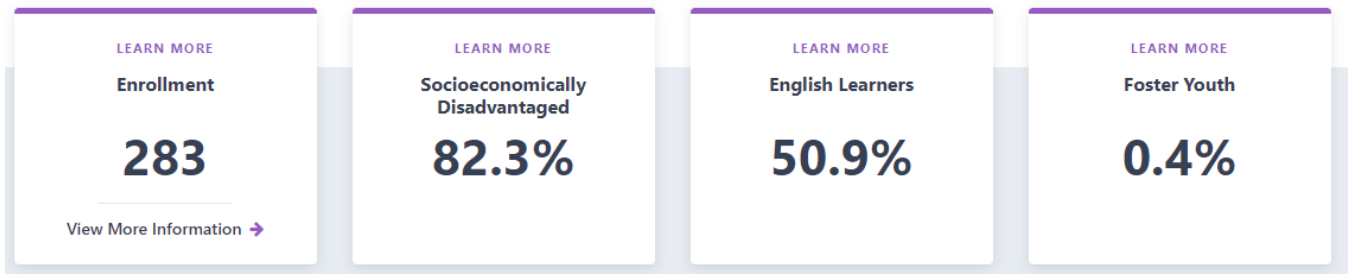 LEARN MORE
Enrollment
283
View More Information
LEARN MORE
Socioeconomically
Disadvantaged
82.3%
LEARN MORE
English Learners
50.9%
LEARN MORE
Foster Youth
0.4%